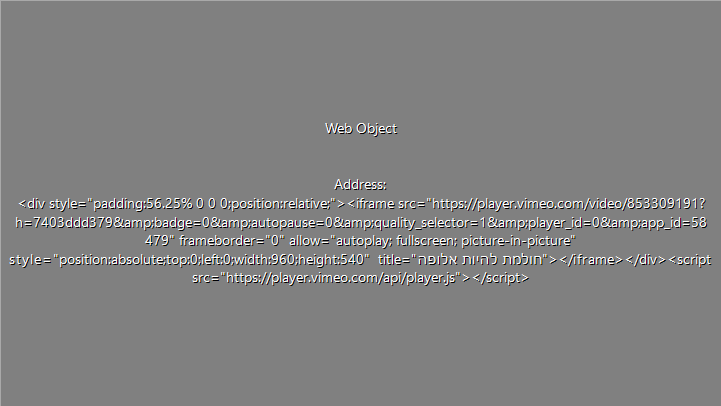 Web Object
Address:
<div style="padding:56.25% 0 0 0;position:relative;"><iframe src="https://player.vimeo.com/video/853309191?
h=7403ddd379&amp;badge=0&amp;autopause=0&amp;quality_selector=1&amp;player_id=0&amp;app_id=58
479" frameborder="0" allow="autoplay; fullscreen; picture-in-picture"
style="position:absolute;top:0;left:0;width:960;height:540" title="חולמת להיות אלופה"></iframe></div><script
src="https://player.vimeo.com/api/player.js"></script>